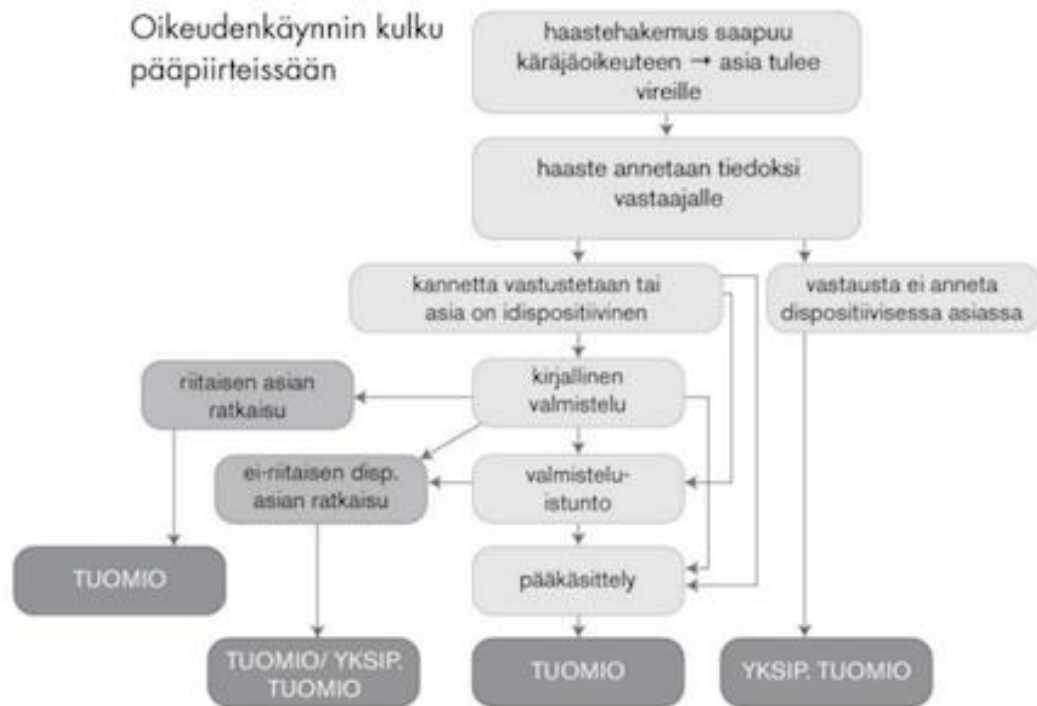 Oikeudenkäynnin kulku
pääpiirteissään
haastehakemus saapuu
käräjäoikeuteen → asia tulee
vireille
haaste annetaan tiedoksi
vastaajalle
kannetta vastustetaan tai
asia on idispositiivinen
vastausta ei anneta
dispositiivisessa asiassa
riitaisen asian
ratkaisu
kirjallinen
valmistelu
ei-riitaisen disp.
asian ratkaisu
valmistelu-
istunto
TUOMIO
pääkäsittely
TUOMIO/ YKSIP.
TUOMIO
TUOMIO
YKSIP. TUOMIO